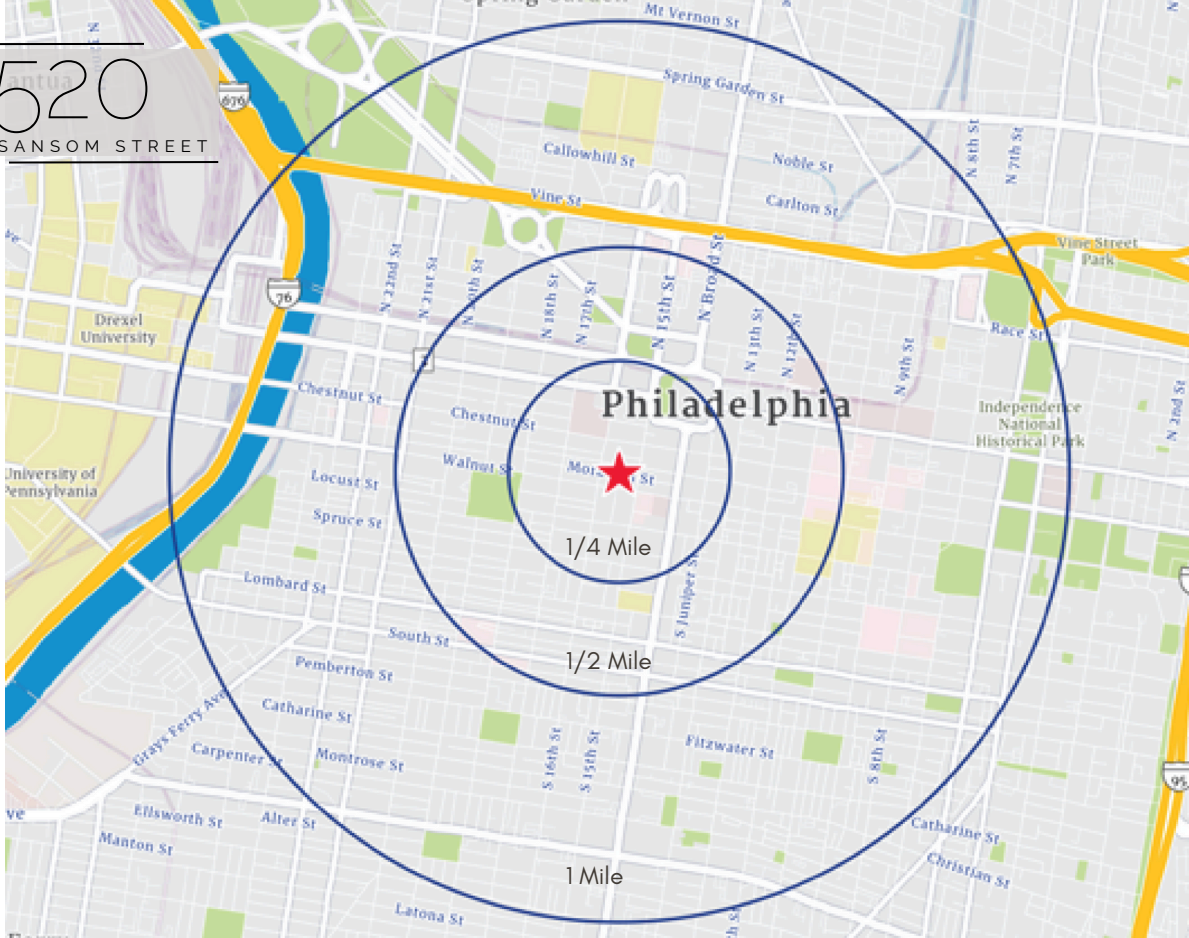 Mt Vernon St
Spring Garden St
676
520
SANSOM STREET
Callowhill St
Noble St
N 8th St
N 7th St
Vine St
Carlton St
Vine Street
Park
N 22nd St
N 21st St
N 20th St
N 18th St
N 17th St
N 15th St
N Broad St
N 13th St
N 12th St
N 9th St
76
Drexel
University
Race St
Chestnut St
Chestnut St
Philadelphia
Independence
National
Historical Park
N 2nd St
University of
Pennsylvania
Locust St
Walnut S
St
Spruce St
1/4 Mile
Lombard St
S Juniper S
South St
1/2 Mile
Pemberton St
Grays Ferry Ave
Catharine St
Carpenter St
Montrose St
S 16th St
S 15th St
Fitzwater St
S 8th St
95
ve
Ellsworth St
Alter St
Manton St
Catharine St
Christian St
1 Mile
Latona St